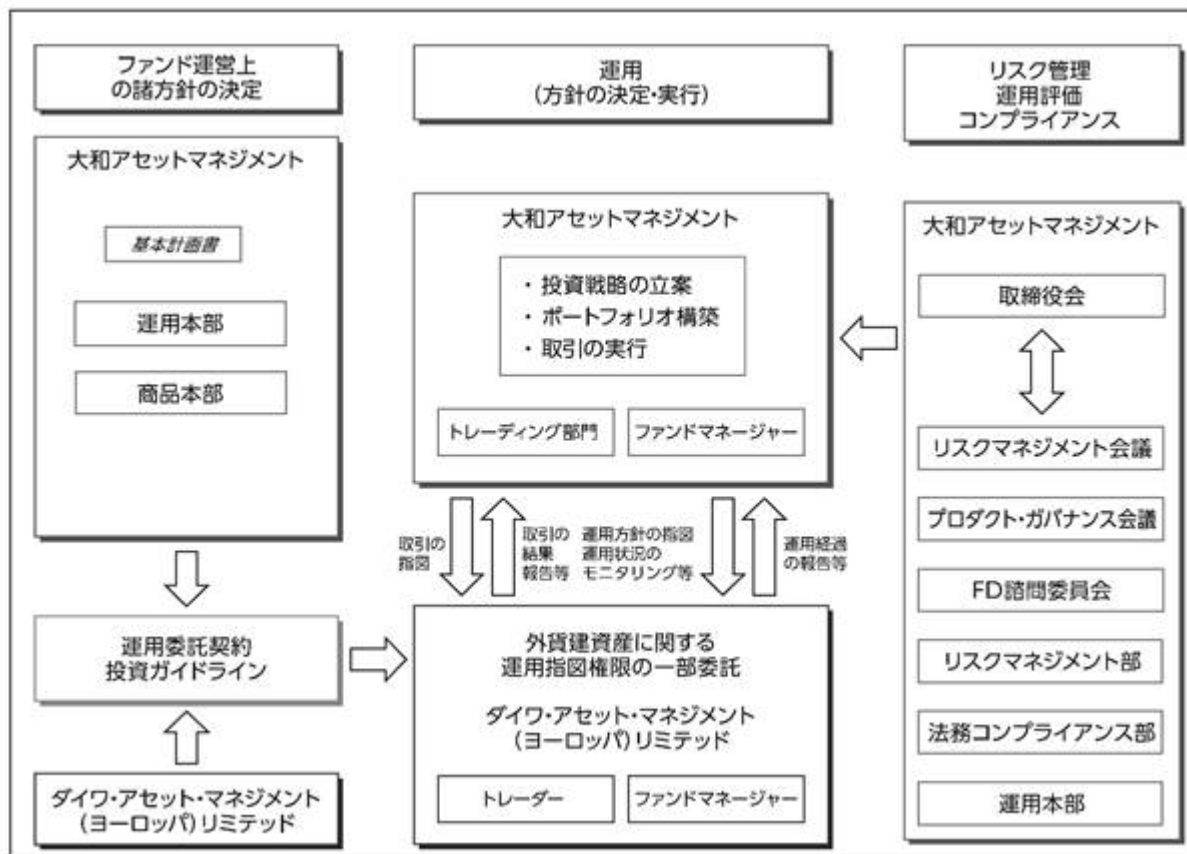 ファンド運営上
の諸方針の決定
大和アセットマネジメント
基本計画書
運用本部
商品本部
運用委託契約
投資ガイドライン
ダイワ・アセット・マネジメント
(ヨーロッパ)リミテッド
運用
(方針の決定・実行)
大和アセットマネジメント
・投資戦略の立案
・ポートフォリオ構築
・取引の実行
トレーディング部門
ファンドマネージャー
取引の
指図
取引の
結果
報告等
運用方針の指図
運用状況の
モニタリング等
運用経過
の報告等
外貨建資産に関する
運用指図権限の一部委託
ダイワ・アセット・マネジメント
(ヨーロッパ)リミテッド
トレーダー
ファンドマネージャー
リスク管理
運用評価
コンプライアンス
大和アセットマネジメント
取締役会
リスクマネジメント会議
プロダクト・ガバナンス会議
FD諮問委員会
リスクマネジメント部
法務コンプライアンス部
運用本部